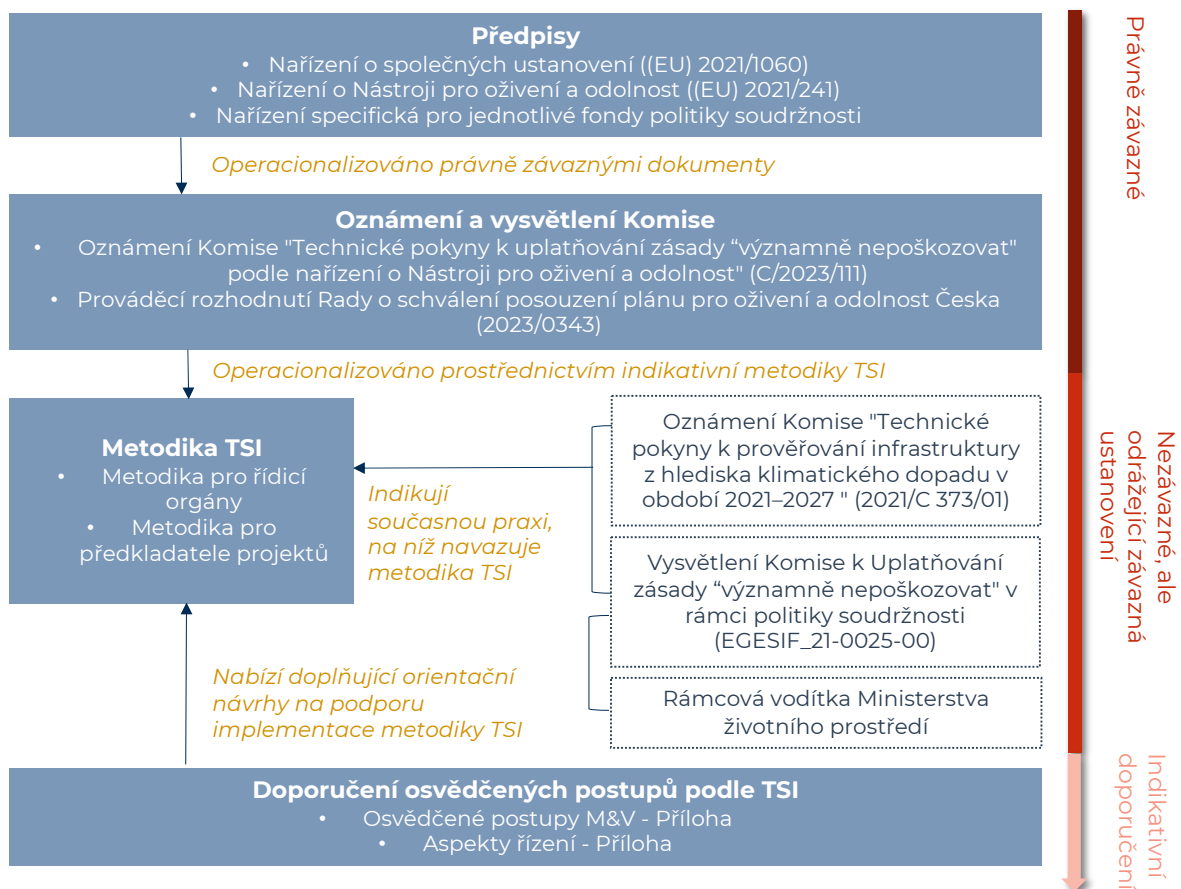 Předpisy
• Nařízení o společných ustanovení ((EU) 2021/1060)
• Nařízení o Nástroji pro oživení a odolnost ((EU) 2021/241)
• Nařízení specifická pro jednotlivé fondy politiky soudržnosti
Operacionalizováno právně závaznými dokumenty
Oznámení a vysvětlení Komise
• Oznámení Komise "Technické pokyny k uplatňování zásady “významně nepoškozovat"
podle nařízení o Nástroji pro oživení a odolnost" (C/2023/111)
• Prováděcí rozhodnutí Rady o schválení posouzení plánu pro oživení a odolnost Česka
(2023/0343)
Operacionalizováno prostřednictvím indikativní metodiky TSI
Metodika TSI
• Metodika pro řídicí
orgány
• Metodika pro
předkladatele projektů
Indikují
současnou praxi,
na níž navazuje
metodika TSI
Oznámení Komise "Technické
pokyny k prověřování infrastruktury
z hlediska klimatického dopadu v
období 2021–2027 " (2021/C 373/01)
Vysvětlení Komise k Uplatňování
zásady “významně nepoškozovat" v
rámci politiky soudržnosti
(EGESIF_21-0025-00)
Rámcová vodítka Ministerstva
životního prostředí
Nabízí doplňující orientační
návrhy na podporu
implementace metodiky TSI
Doporučení osvědčených postupů podle TSI
• Osvědčené postupy M&V - Příloha
• Aspekty řízení - Příloha
Právně závazné
Nezávazné, ale
odrážející závazná
ustanovení
Indikativní
doporučení